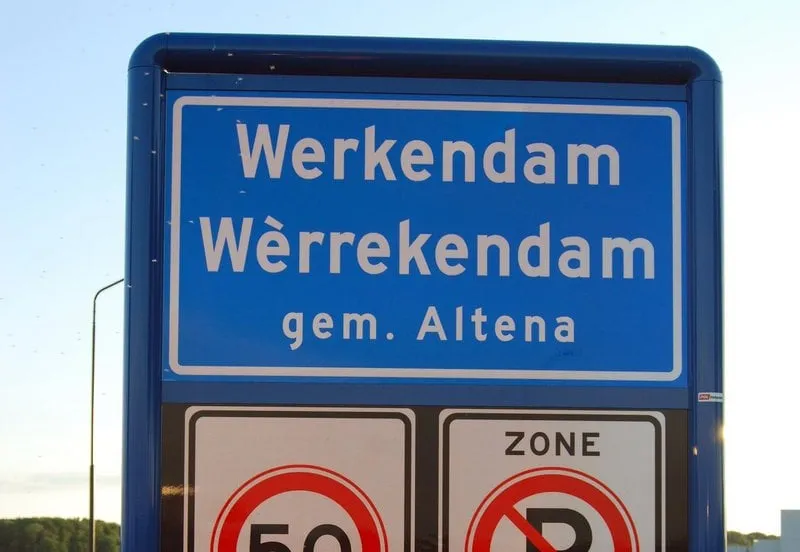 Werkendam
Wèrrekendam
gem. Altena
ZONE
50
P